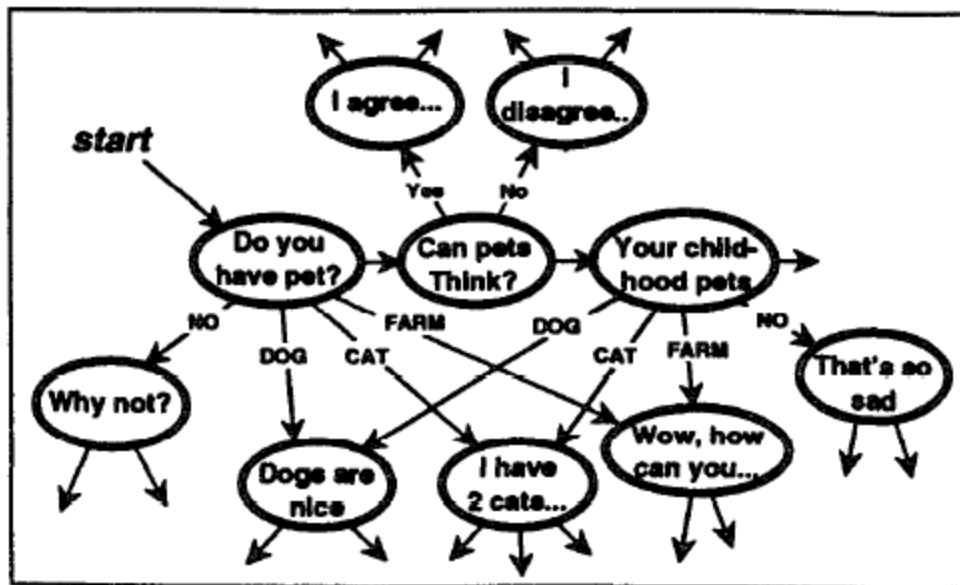 I agree...
I
disagree..
start
Yes
No
Do you
have pet?
Can pets
Think?
Your child-
hood pets
NO
DOG
CAT
FARM
DOG
CAT
FARM
NO
Why not?
Dogs are
nice
I have
2 cats...
Wow, how
can you...
That's so
sad